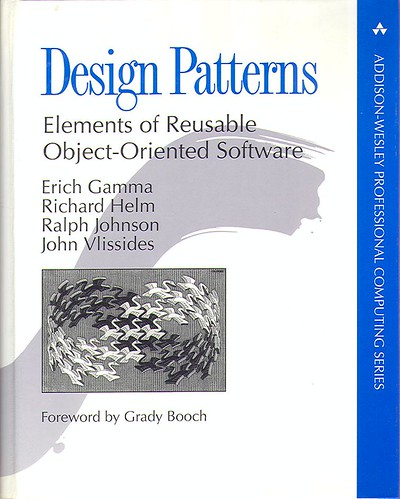 Design Patterns
Elements of Reusable
Object-Oriented Software
Erich Gamma
Richard Helm
Ralph Johnson
John Vlissides
Foreword by Grady Booch
ADDISON-WESLEY PROFESSIONAL COMPUTING SERIES